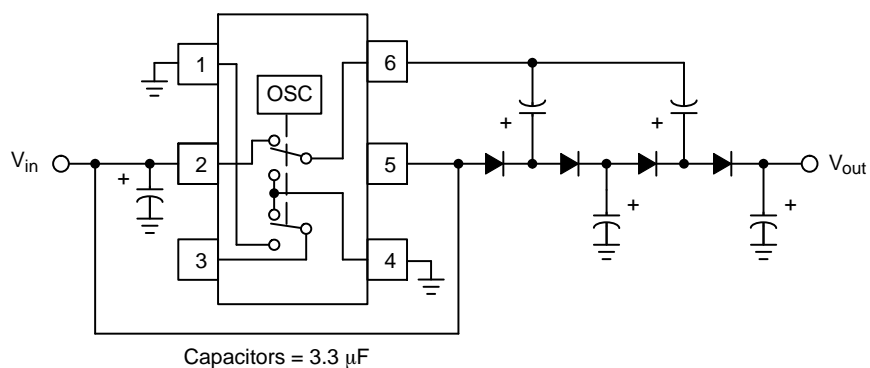 1
6
OSC
+
+
V_in
2
5
V_out
+
+
+
3
4
Capacitors = 3.3 μF